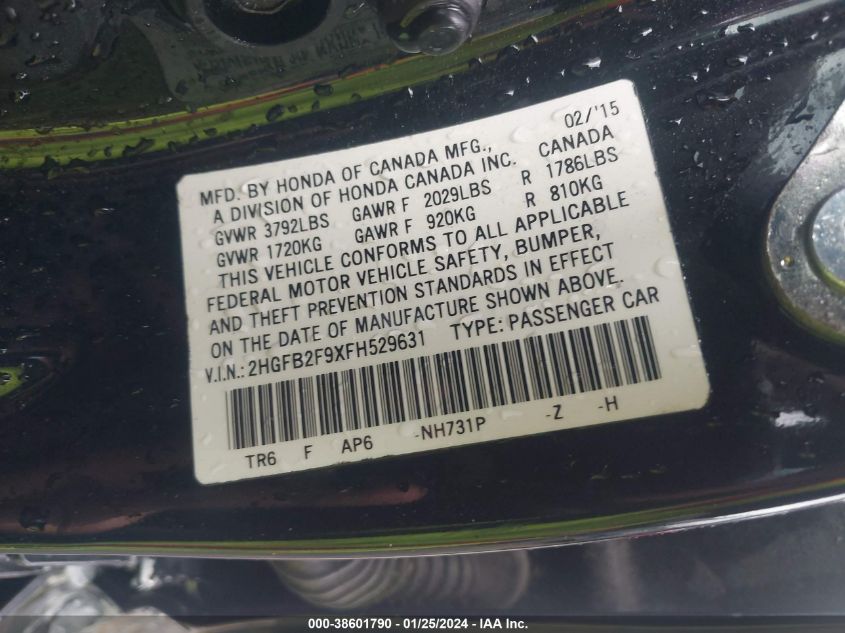 MFD. BY HONDA OF CANADA MFG., 02/'15
A DIVISION OF HONDA CANADA INC. CANADA
GVWR 3792LBS GAWR F 2029LBS R 1786LBS
GVWR 1720KG GAWR F 920KG R 810KG
THIS VEHICLE CONFORMS TO ALL APPLICABLE
FEDERAL MOTOR VEHICLE SAFETY, BUMPER,
AND THEFT PREVENTION STANDARDS IN EFFECT
ON THE DATE OF MANUFACTURE SHOWN ABOVE.
V.I.N.: 2HGFB2F9XFH529631 TYPE: PASSENGER CAR
TR6 F AP6 -NH731P -Z -H
000-38601790 - 01/25/2024 - IAA Inc.